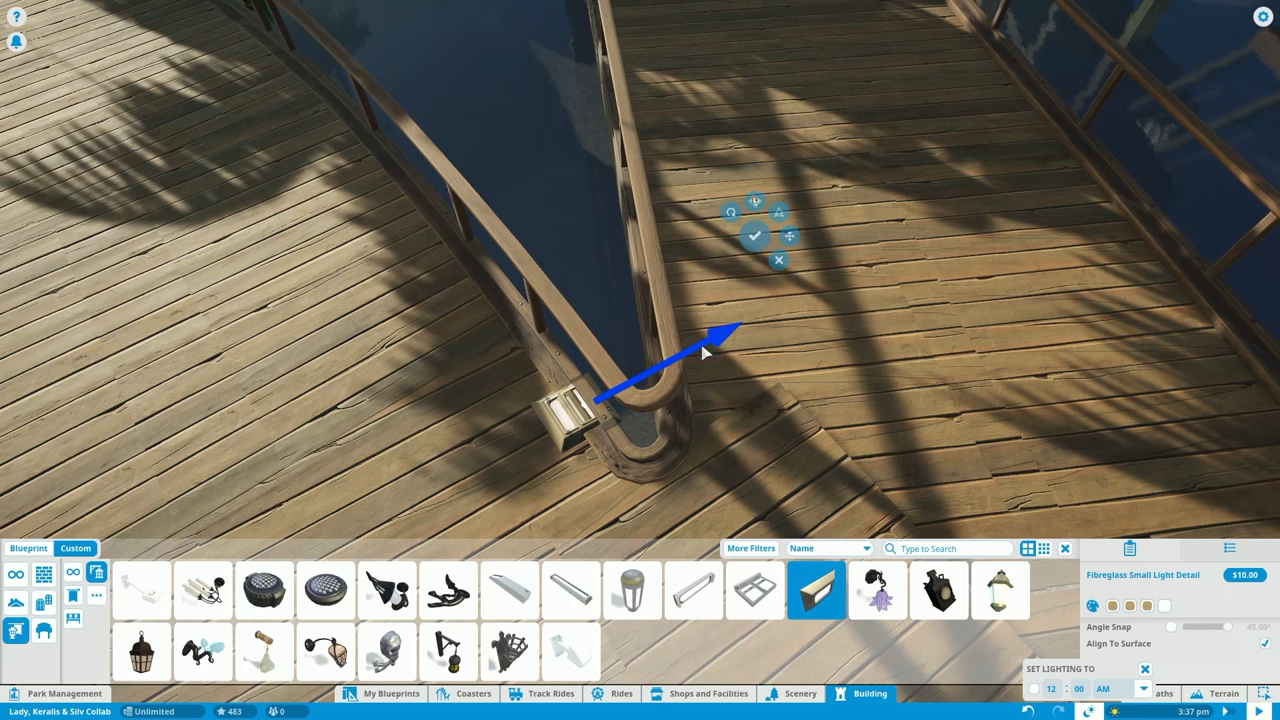 Blueprint
Custom
More Filters
Name
Type to Search
Fibreglass Small Light Detail
$10.00
Angle Snap
45.00°
Align To Surface
SET LIGHTING TO
12 : 00 AM
Park Management
My Blueprints
Coasters
Track Rides
Rides
Shops and Facilities
Scenery
Building
aths
Terrain
Lady, Keralis & Silv Collab
Unlimited
483
0
3:37 pm